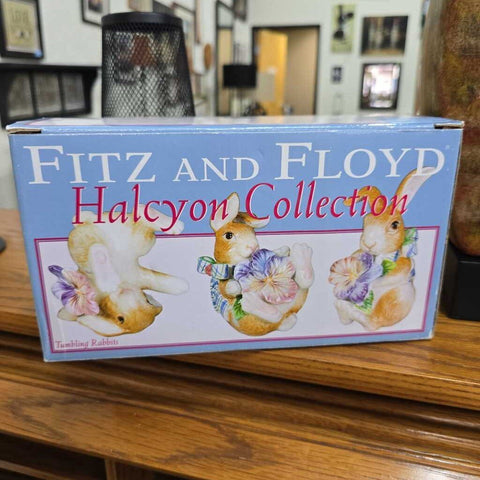 FITZ AND FLOYD®
Halcyon Collection
Tumbling Rabbits